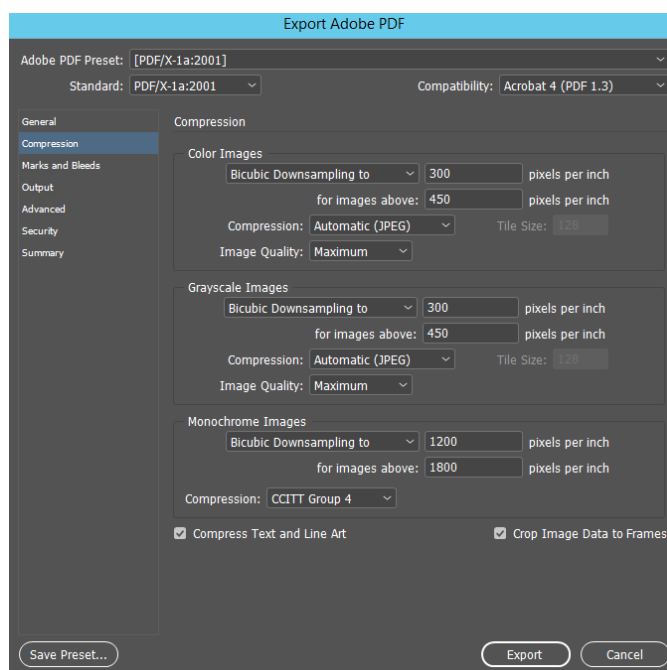 Export Adobe PDF
Adobe PDF Preset: [PDF/X-1a:2001]
Standard: PDF/X-1a:2001 Compatibility: Acrobat 4 (PDF 1.3)
General
Compression
Marks and Bleeds
Output
Advanced
Security
Summary
Compression
Color Images
Bicubic Downsampling to 300 pixels per inch
for images above: 450 pixels per inch
Compression: Automatic (JPEG) Tile Size: 128
Image Quality: Maximum
Grayscale Images
Bicubic Downsampling to 300 pixels per inch
for images above: 450 pixels per inch
Compression: Automatic (JPEG) Tile Size: 128
Image Quality: Maximum
Monochrome Images
Bicubic Downsampling to 1200 pixels per inch
for images above: 1800 pixels per inch
Compression: CCITT Group 4
Compress Text and Line Art Crop Image Data to Frames
Save Preset... Export Cancel